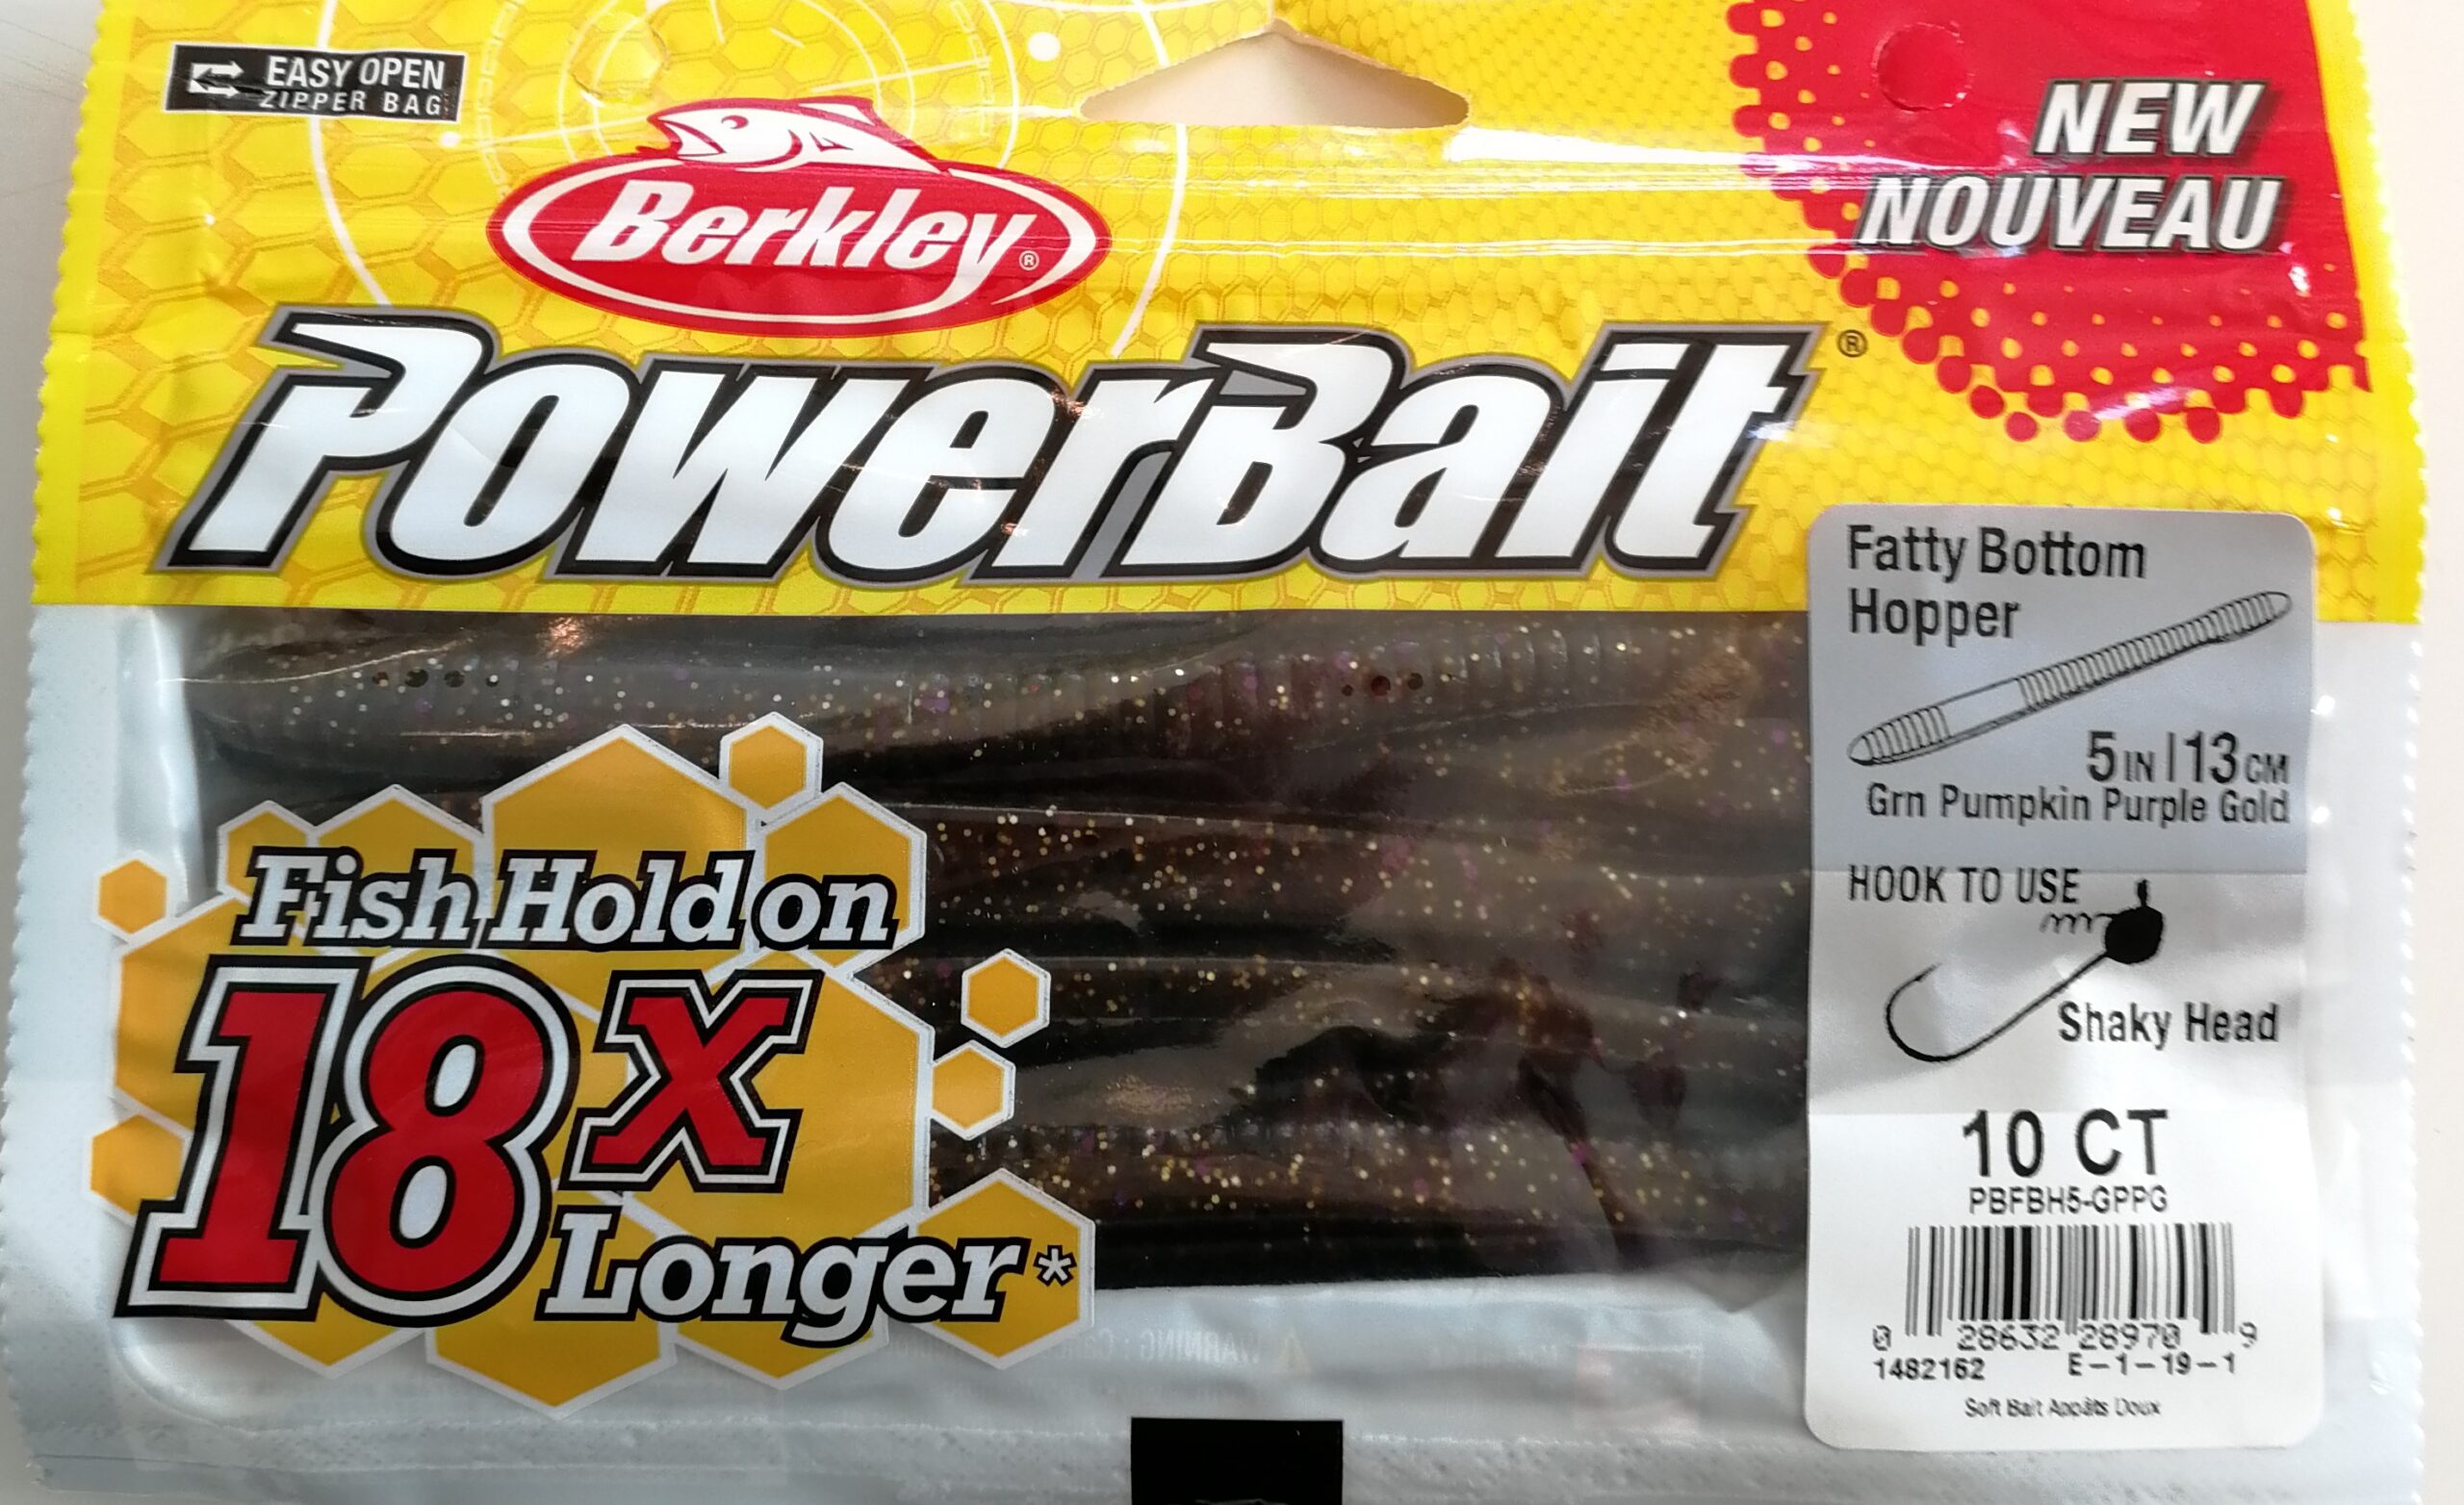 EASY OPEN
ZIPPER BAG
Berkley®
NEW
NOUVEAU
PowerBait®
Fatty Bottom
Hopper
5 IN | 13 CM
Grn Pumpkin Purple Gold
HOOK TO USE
Shaky Head
Fish Hold on
18x
Longer*
10 CT
PBFBH5-GPPG
0 28632 28970 9
1482162 E-1-19-1
Soft Bait Appâts Doux